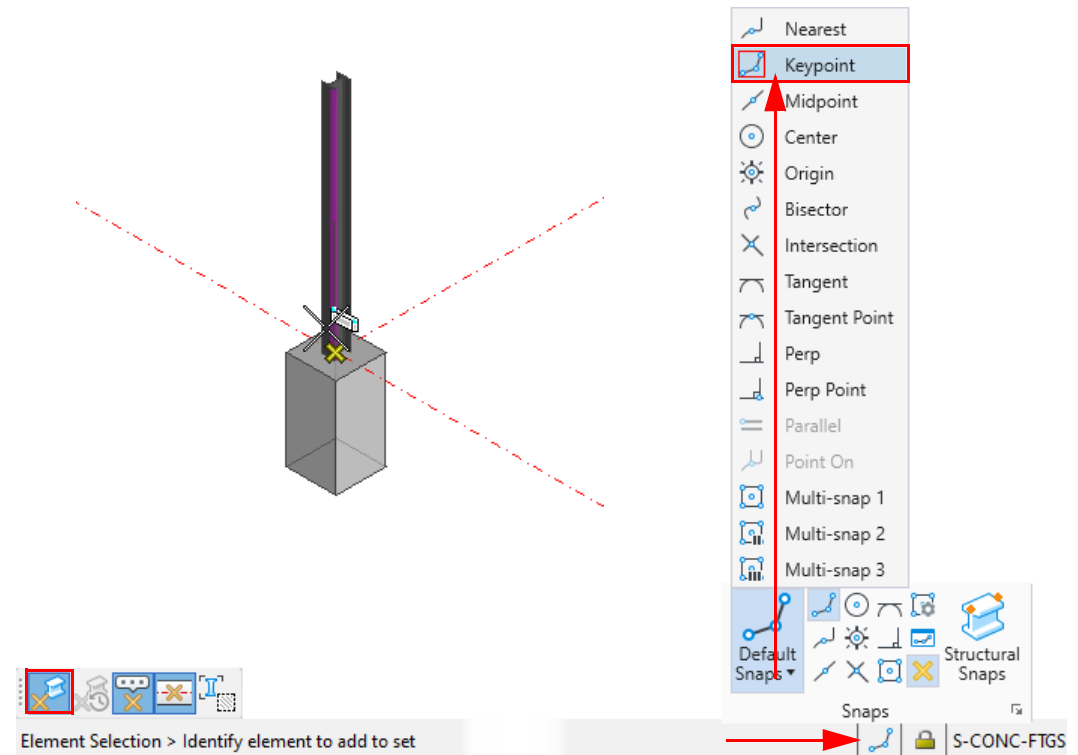 Nearest
Keypoint
Midpoint
Center
Origin
Bisector
Intersection
Tangent
Tangent Point
Perp
Perp Point
Parallel
Point On
Multi-snap 1
Multi-snap 2
Multi-snap 3
Default
Snaps
Structural
Snaps
Snaps
Element Selection > Identify element to add to set
S-CONC-FTGS